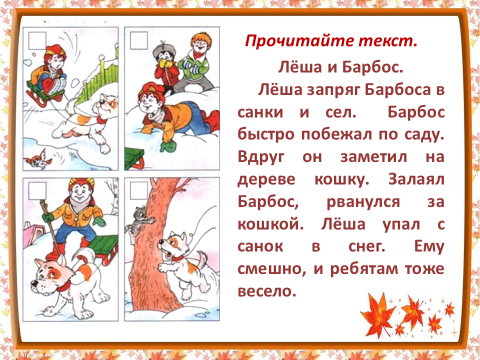 Прочитайте текст.
Лёша и Барбос.
Лёша запряг Барбоса в
санки и сел. Барбос
быстро побежал по саду.
Вдруг он заметил на
дереве кошку. Залаял
Барбос, рванулся за
кошкой. Лёша упал с
санок в снег. Ему
смешно, и ребятам тоже
весело.